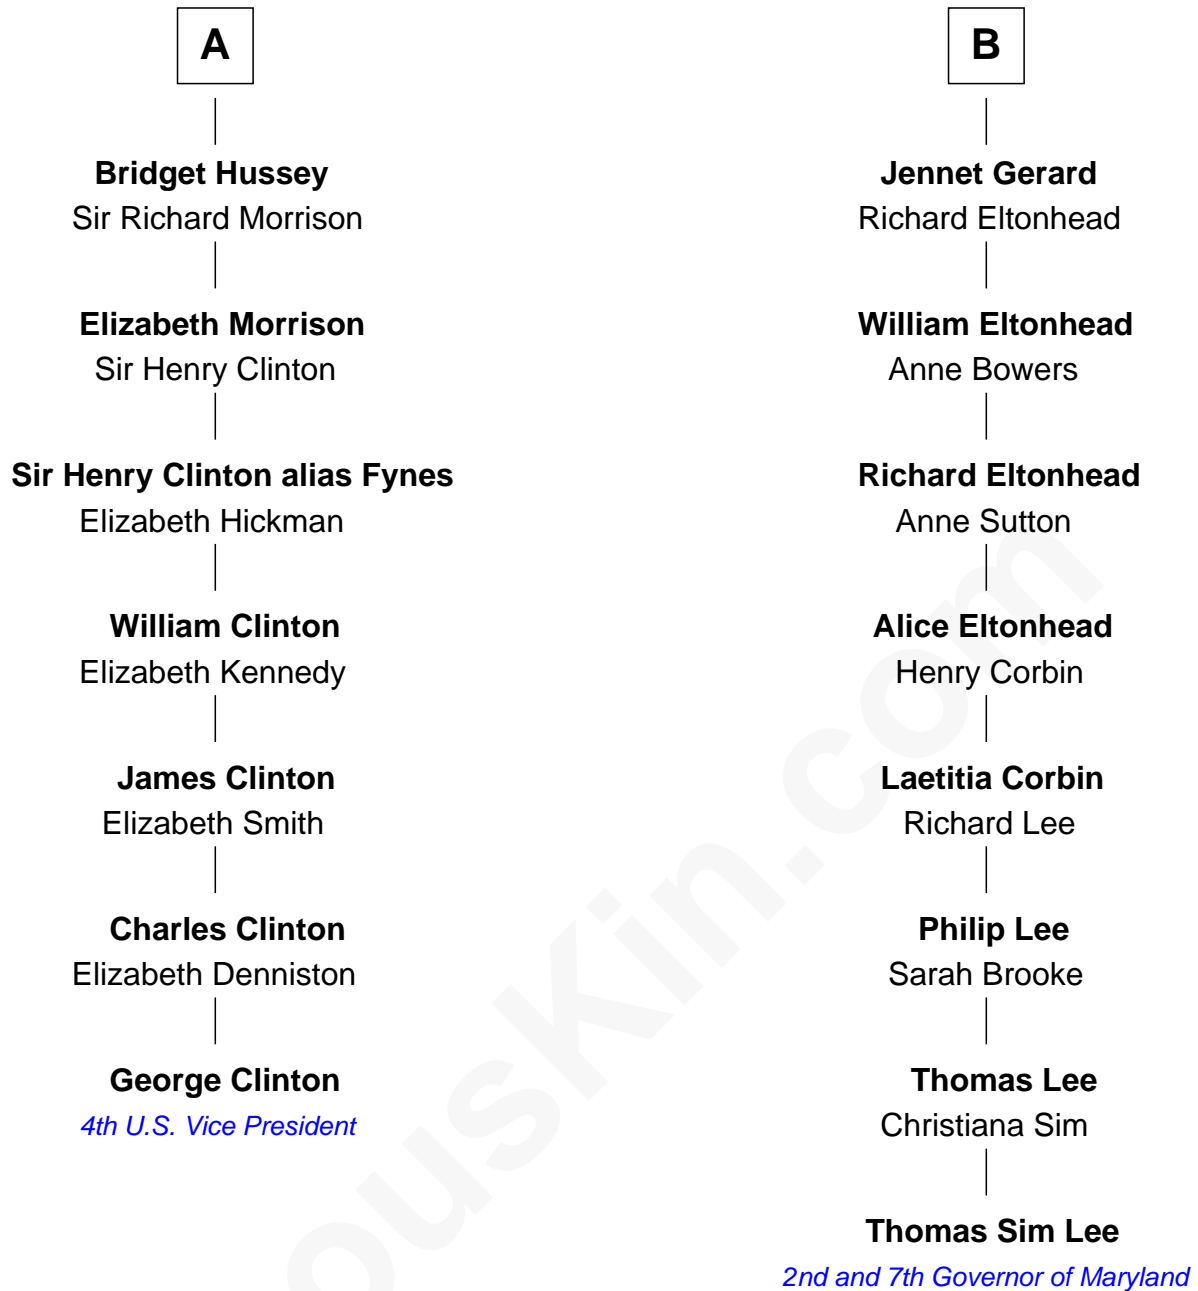 A
Bridget Hussey
Sir Richard Morrison
Elizabeth Morrison
Sir Henry Clinton
Sir Henry Clinton alias Fynes
Elizabeth Hickman
William Clinton
Elizabeth Kennedy
James Clinton
Elizabeth Smith
Charles Clinton
Elizabeth Denniston
George Clinton
4th U.S. Vice President
B
Jennet Gerard
Richard Eltonhead
William Eltonhead
Anne Bowers
Richard Eltonhead
Anne Sutton
Alice Eltonhead
Henry Corbin
Laetitia Corbin
Richard Lee
Philip Lee
Sarah Brooke
Thomas Lee
Christiana Sim
Thomas Sim Lee
2nd and 7th Governor of Maryland
ousKin.com